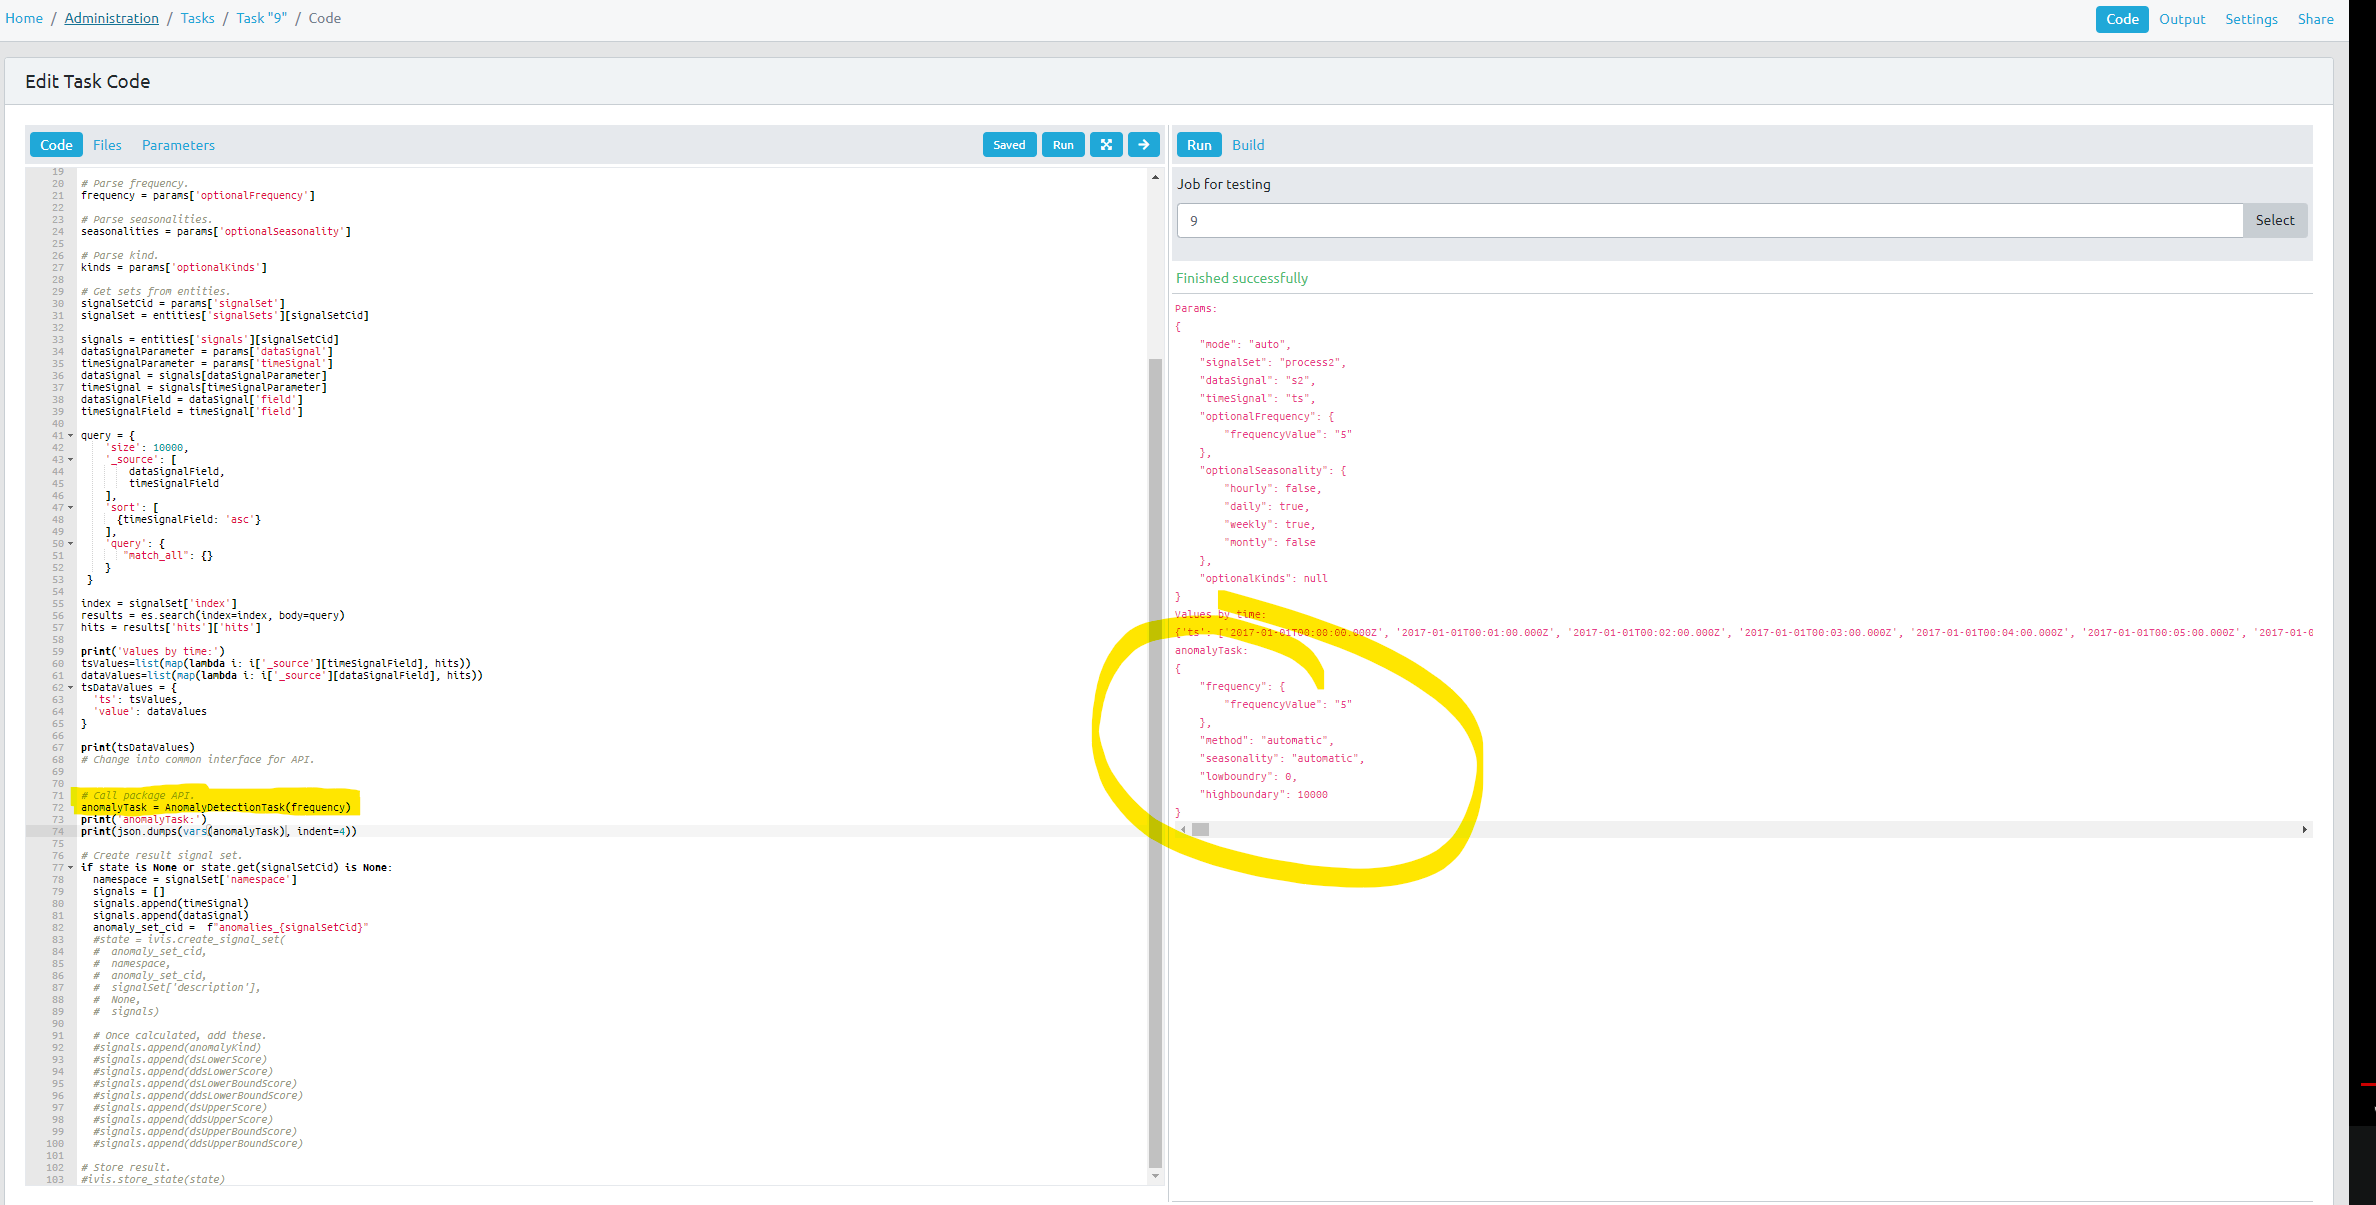 Home / Administration / Tasks / Task "9" / Code
Code Output Settings Share
Edit Task Code
Code Files Parameters Saved Run
19
20 # Parse frequency.
21 frequency = params['optionalFrequency']
22
23 # Parse seasonalities.
24 seasonalities = params['optionalSeasonality']
25
26 # Parse kind.
27 kinds = params['optionalKinds']
28
29 # Get sets from entities.
30 signalSetCid = params['signalSet']
31 signalSet = entities['signalSets'][signalSetCid]
32
33 signals = entities['signals'][signalSetCid]
34 dataSignalParameter = params['dataSignal']
35 timeSignalParameter = params['timeSignal']
36 dataSignal = signals[dataSignalParameter]
37 timeSignal = signals[timeSignalParameter]
38 dataSignalField = dataSignal['field']
39 timeSignalField = timeSignal['field']
40
41 query = {
42 'size': 10000,
43 '_source': [
44 dataSignalField,
45 timeSignalField
46 ],
47 'sort': [
48 {timeSignalField: 'asc'}
49 ],
50 'query': {
51 "match_all": {}
52 }
53 }
54
55 index = signalSet['index']
56 results = es.search(index=index, body=query)
57 hits = results['hits']['hits']
58
59 print('Values by time:')
60 tsValues=list(map(lambda i: i['_source'][timeSignalField], hits))
61 dataValues=list(map(lambda i: i['_source'][dataSignalField], hits))
62 tsDataValues = {
63 'ts': tsValues,
64 'value': dataValues
65 }
66
67 print(tsDataValues)
68 # Change into common interface for API.
69
70
71 # Call package API.
72 anomalyTask = AnomalyDetectionTask(frequency)
73 print('anomalyTask:')
74 print(json.dumps(vars(anomalyTask), indent=4))
75
76 # Create result signal set.
77 if state is None or state.get(signalSetCid) is None:
78 namespace = signalSet['namespace']
79 signals = []
80 signals.append(timeSignal)
81 signals.append(dataSignal)
82 anomaly_set_cid = f"anomalies_{signalSetCid}"
83 #state = ivis.create_signal_set(
84 # anomaly_set_cid,
85 # namespace,
86 # anomaly_set_cid,
87 # signalSet['description'],
88 # None,
89 # signals)
90
91 # Once calculated, add these.
92 #signals.append(anomalyKind)
93 #signals.append(dsLowerScore)
94 #signals.append(ddsLowerScore)
95 #signals.append(dsLowerBoundScore)
96 #signals.append(ddsLowerBoundScore)
97 #signals.append(dsUpperScore)
98 #signals.append(ddsUpperScore)
99 #signals.append(dsUpperBoundScore)
100 #signals.append(ddsUpperBoundScore)
101
102 # Store result.
103 #ivis.store_state(state)
Run Build
Job for testing
9 Select
Finished successfully
Params:
{
"mode": "auto",
"signalSet": "process2",
"dataSignal": "s2",
"timeSignal": "ts",
"optionalFrequency": {
"frequencyValue": "5"
},
"optionalSeasonality": {
"hourly": false,
"daily": true,
"weekly": true,
"montly": false
},
"optionalKinds": null
}
Values by time:
{'ts': ['2017-01-01T00:00:00.000Z', '2017-01-01T00:01:00.000Z', '2017-01-01T00:02:00.000Z', '2017-01-01T00:03:00.000Z', '2017-01-01T00:04:00.000Z', '2017-01-01T00:05:00.000Z', '2017-01-0
anomalyTask:
{
"frequency": {
"frequencyValue": "5"
},
"method": "automatic",
"seasonality": "automatic",
"lowboundry": 0,
"highboundary": 10000
}